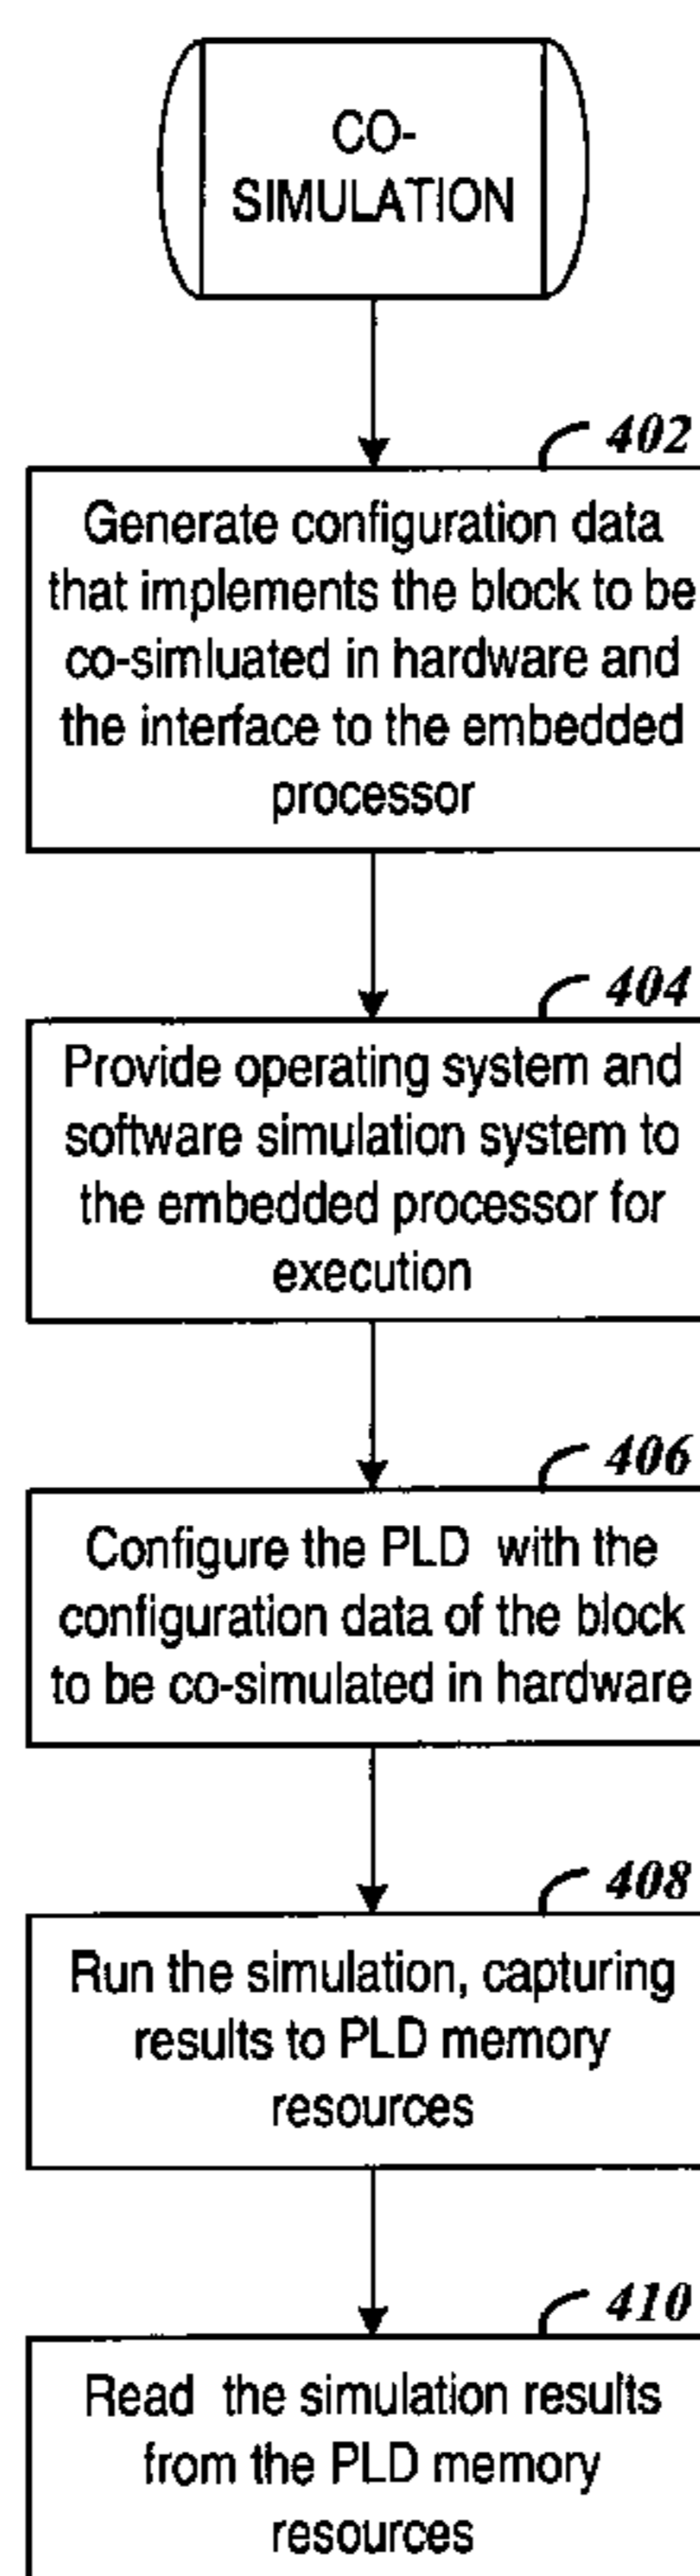 CO-
SIMULATION
402
Generate configuration data
that implements the block to be
co-simluated in hardware and
the interface to the embedded
processor
404
Provide operating system and
software simulation system to
the embedded processor for
execution
406
Configure the PLD with the
configuration data of the block
to be co-simulated in hardware
408
Run the simulation, capturing
results to PLD memory
resources
410
Read the simulation results
from the PLD memory
resources